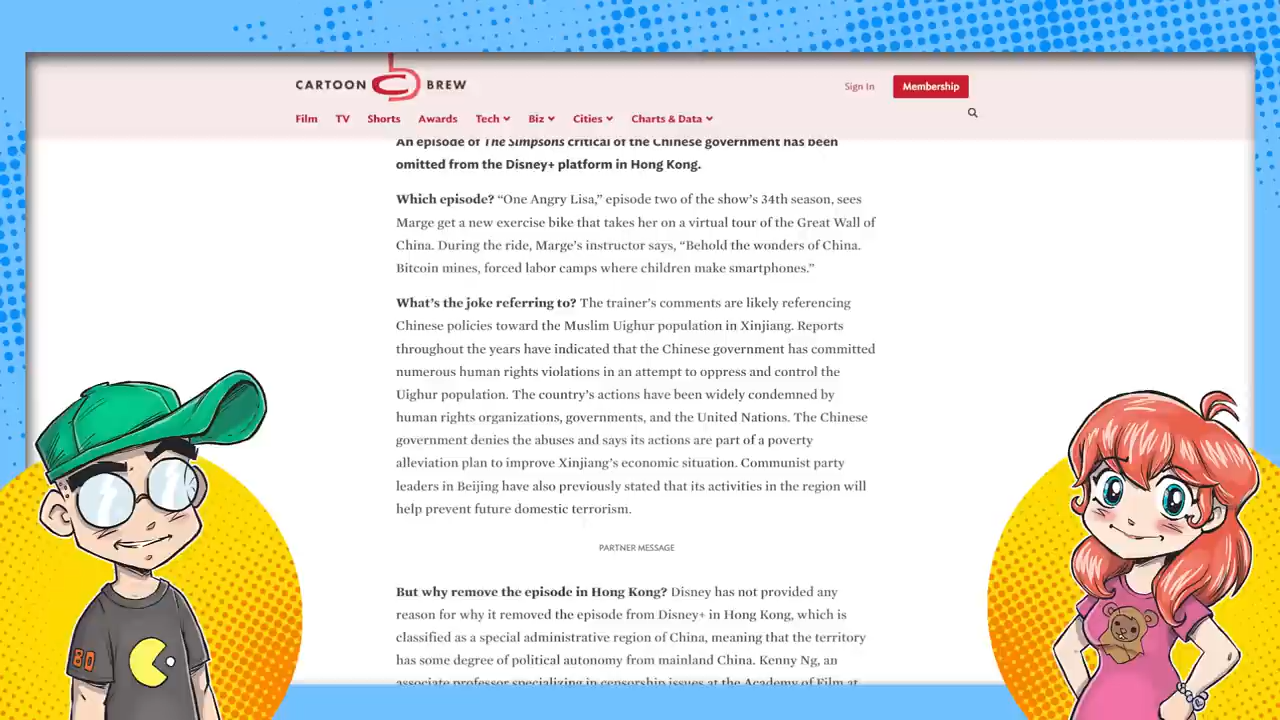 CARTOON BREW
Sign In
Membership
Film TV Shorts Awards Tech Biz Cities Charts & Data
An episode of The Simpsons critical of the Chinese government has been
omitted from the Disney+ platform in Hong Kong.
Which episode? “One Angry Lisa,” episode two of the show’s 34th season, sees
Marge get a new exercise bike that takes her on a virtual tour of the Great Wall of
China. During the ride, Marge’s instructor says, “Behold the wonders of China.
Bitcoin mines, forced labor camps where children make smartphones.”
What’s the joke referring to? The trainer’s comments are likely referencing
Chinese policies toward the Muslim Uighur population in Xinjiang. Reports
throughout the years have indicated that the Chinese government has committed
numerous human rights violations in an attempt to oppress and control the
Uighur population. The country’s actions have been widely condemned by
human rights organizations, governments, and the United Nations. The Chinese
government denies the abuses and says its actions are part of a poverty
alleviation plan to improve Xinjiang’s economic situation. Communist party
leaders in Beijing have also previously stated that its activities in the region will
help prevent future domestic terrorism.
PARTNER MESSAGE
But why remove the episode in Hong Kong? Disney has not provided any
reason for why it removed the episode from Disney+ in Hong Kong, which is
classified as a special administrative region of China, meaning that the territory
has some degree of political autonomy from mainland China. Kenny Ng, an
associate professor specializing in censorship issues at the Academy of Film at
80